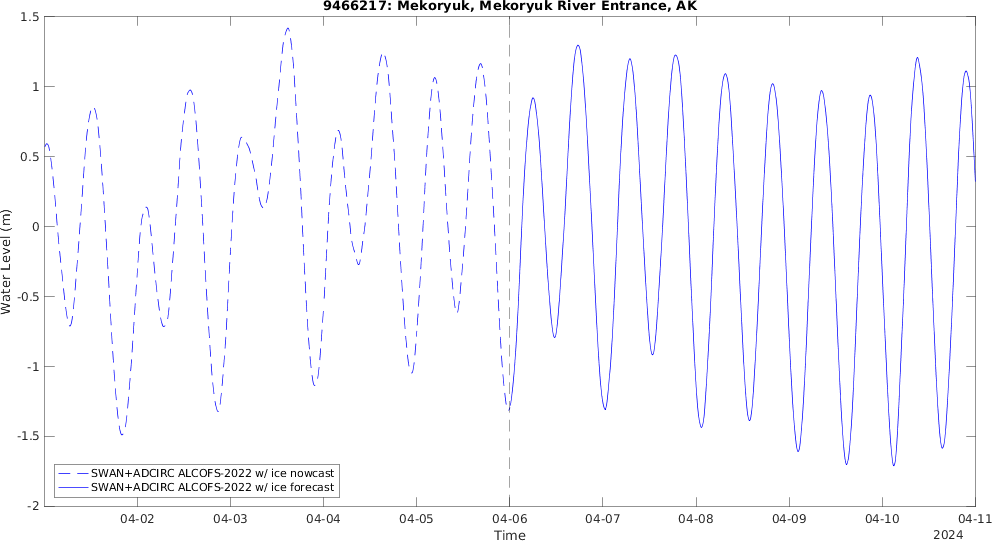 9466217: Mekoryuk, Mekoryuk River Entrance, AK
Water Level (m)
1.5
1
0.5
0
-0.5
-1
-1.5
-2
SWAN+ADCIRC ALCOFS-2022 w/ ice nowcast
SWAN+ADCIRC ALCOFS-2022 w/ ice forecast
04-02 04-03 04-04 04-05 04-06 04-07 04-08 04-09 04-10 04-11
Time
2024